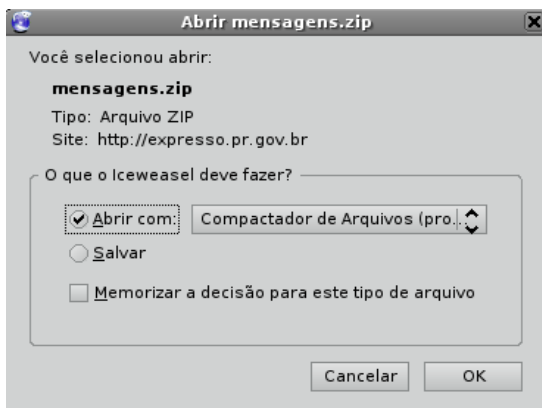 Abrir mensagens.zip
Você selecionou abrir:
mensagens.zip
Tipo: Arquivo ZIP
Site: http://expresso.pr.gov.br
O que o Iceweasel deve fazer?
Abrir com: Compactador de Arquivos (pro...
Salvar
Memorizar a decisão para este tipo de arquivo
Cancelar OK